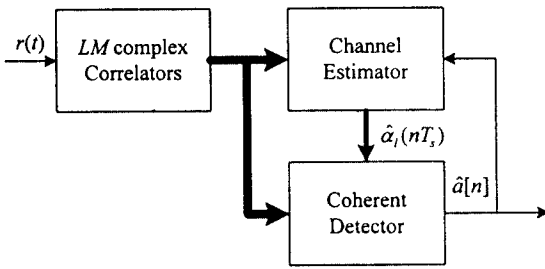 r(t)
LM complex
Correlators
Channel
Estimator
α̂_l(nT_s)
Coherent
Detector
â[n]